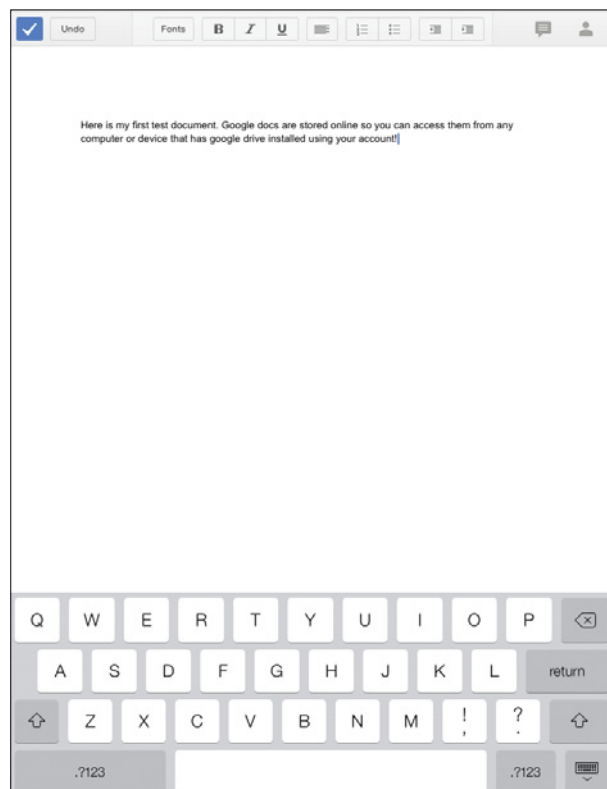 Undo Fonts B I U
Here is my first test document. Google docs are stored online so you can access them from any
computer or device that has google drive installed using your account!
Q W E R T Y U I O P
A S D F G H J K L return
Z X C V B N M ! , ? .
.?123 .?123